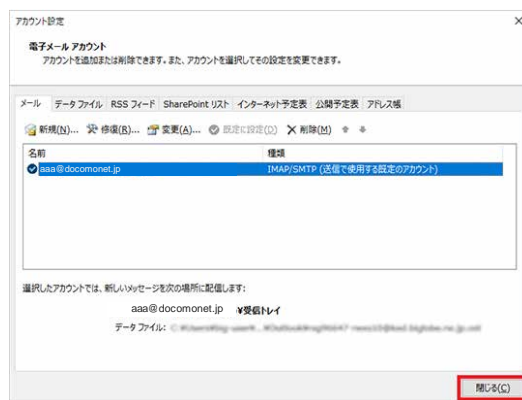 アカウント設定
電子メール アカウント
アカウントを追加または削除できます。また、アカウントを選択してその設定を変更できます。
メール データ ファイル RSS フィード SharePoint リスト インターネット予定表 公開予定表 アドレス帳
新規(N)... 修復(R)... 変更(A)... 既定に設定(D) 削除(M)
名前 種類
aaa@docomonet.jp IMAP/SMTP (送信で使用する既定のアカウント)
選択したアカウントでは、新しいメッセージを次の場所に配信します:
aaa@docomonet.jp ¥受信トレイ
データ ファイル:
閉じる(C)